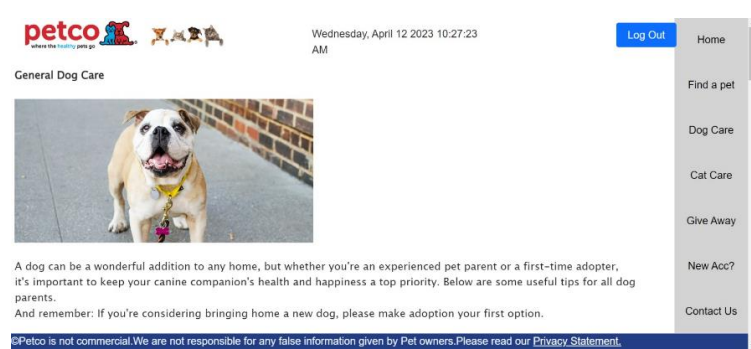 petco
where the healthy pets go
Wednesday, April 12 2023 10:27:23
AM
Log Out
Home
General Dog Care
Find a pet
Dog Care
Cat Care
Give Away
New Acc?
Contact Us
A dog can be a wonderful addition to any home, but whether you're an experienced pet parent or a first-time adopter,
it's important to keep your canine companion's health and happiness a top priority. Below are some useful tips for all dog
parents.
And remember: If you're considering bringing home a new dog, please make adoption your first option.
©Petco is not commercial.We are not responsible for any false information given by Pet owners.Please read our Privacy Statement.